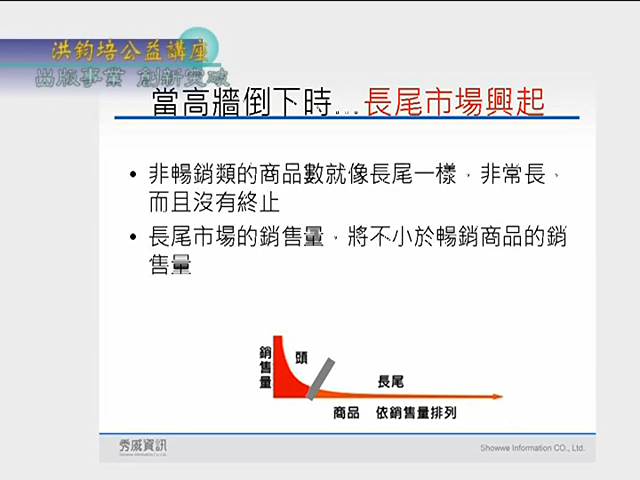 洪鈞培公益講座
出版事業 創新突破
當高牆倒下時…長尾市場興起
• 非暢銷類的商品數就像長尾一樣，非常長、
而且沒有終止
• 長尾市場的銷售量，將不小於暢銷商品的銷
售量
銷售量
頭
長尾
商品 依銷售量排列
秀威資訊
Showwe Information CO., Ltd.